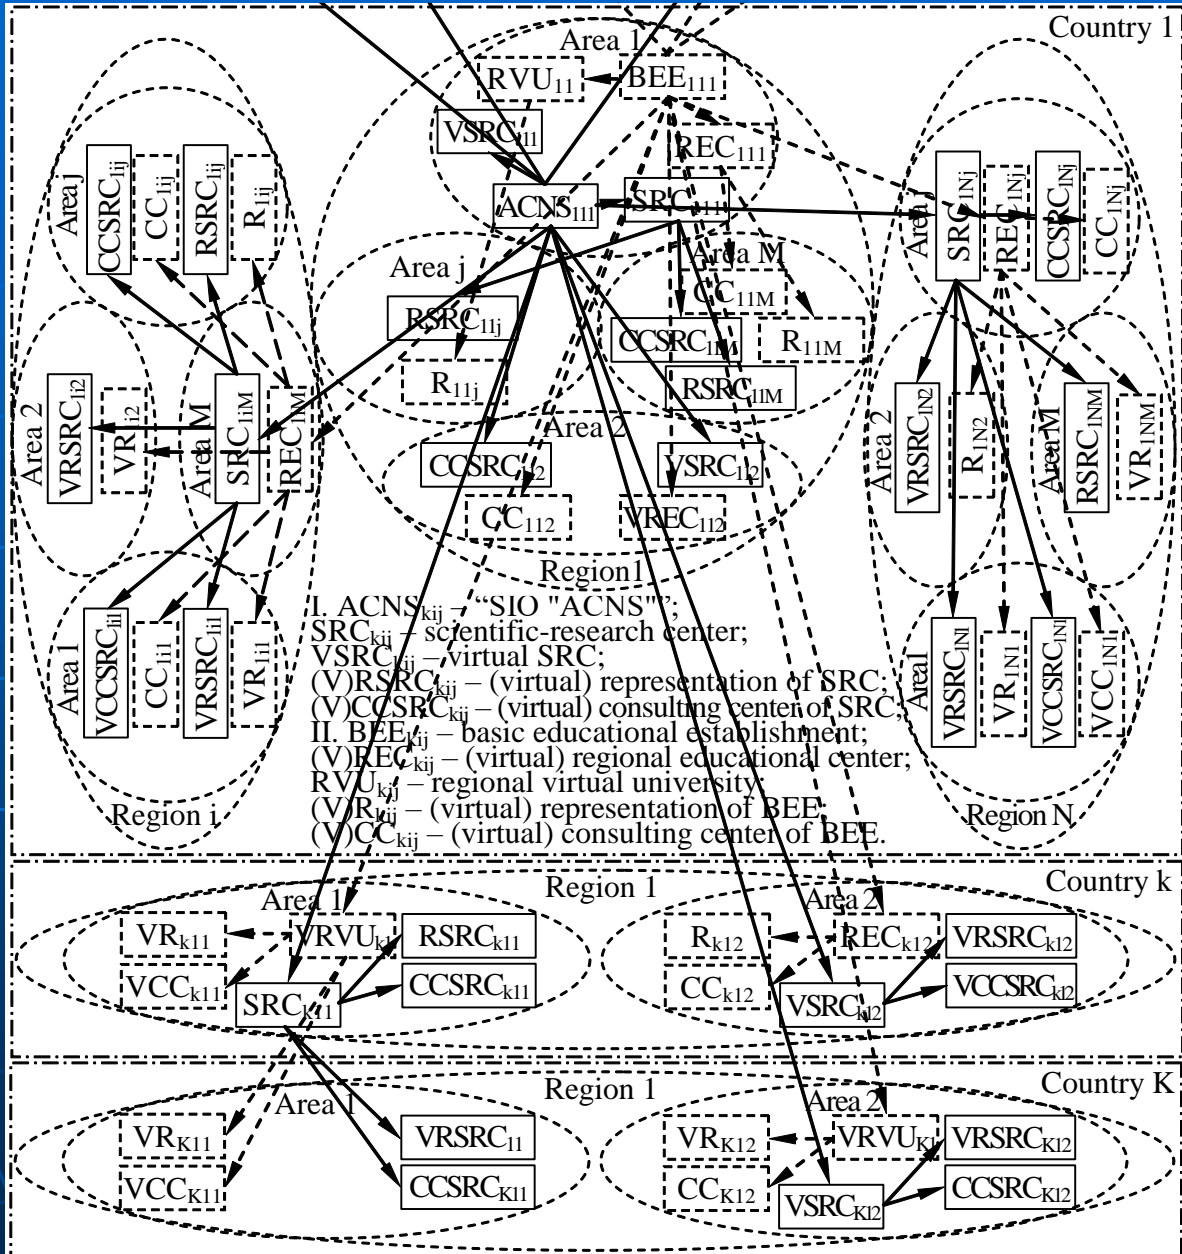 Country 1
Area 1
RVU11
BEE111
VSRC111
REC111
ACNS111
SRC111
Area j
RSRC11j
R11j
Area M
CC11M
CCSRC11M
R11M
RSRC11M
Area 2
CCSRC112
VSRC112
CC112
VREC112
Region1
Area j
CCSRC1ij
CC1ij
RSRC1ij
R1ij
Area 2
VRSRC1i2
VR1i2
Area M
SRC1iM
REC1iM
Area 1
VCCSRC1i1
CC1i1
VRSRC1i1
VR1i1
Region i
Area j
SRC1Nj
REC1Nj
CCSRC1Nj
CC1Nj
Area 2
VRSRC1N2
R1N2
Area M
RSRC1NM
VR1NM
Area1
VRSRC1N1
VR1N1
VCCSRC1N1
VCC1N1
Region N
I. ACNSkij – “SIO "ACNS"”;
SRCkij – scientific-research center;
VSRCkij – virtual SRC;
(V)RSRCkij – (virtual) representation of SRC;
(V)CCSRCkij – (virtual) consulting center of SRC;
II. BEEkij – basic educational establishment;
(V)RECkij – (virtual) regional educational center;
RVUkij – regional virtual university;
(V)Rkij – (virtual) representation of BEE;
(V)CCkij – (virtual) consulting center of BEE.
Country k
Region 1
Area 1
VRk11
VRVUk1
RSRCk11
VCCk11
SRCk11
CCSRCk11
Area 2
Rk12
RECk12
VRSRCk12
CCk12
VSRCk12
VCCSRCk12
Country K
Region 1
Area 1
VRK11
VRSRC11
VCCK11
CCSRCK11
Area 2
VRK12
VRVUK1
VRSRCK12
CCK12
VSRCK12
CCSRCK12